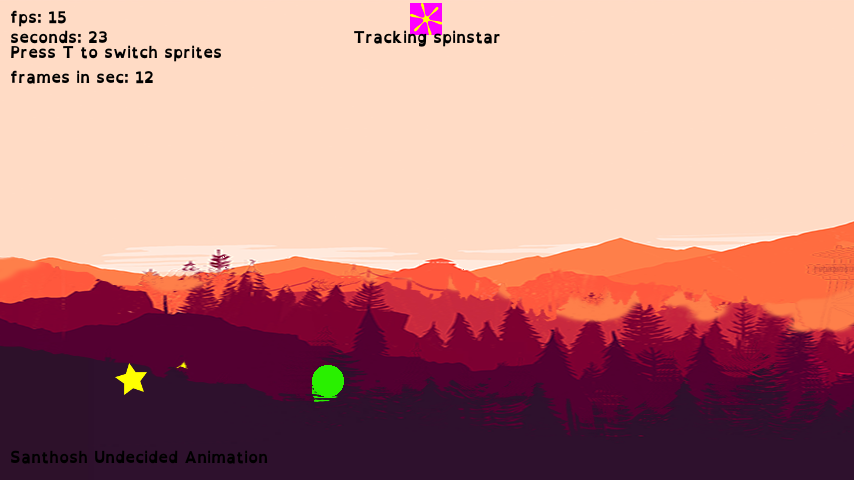 fps: 15
seconds: 23
Press T to switch sprites
frames in sec: 12
Tracking spinstar
Santhosh Undecided Animation